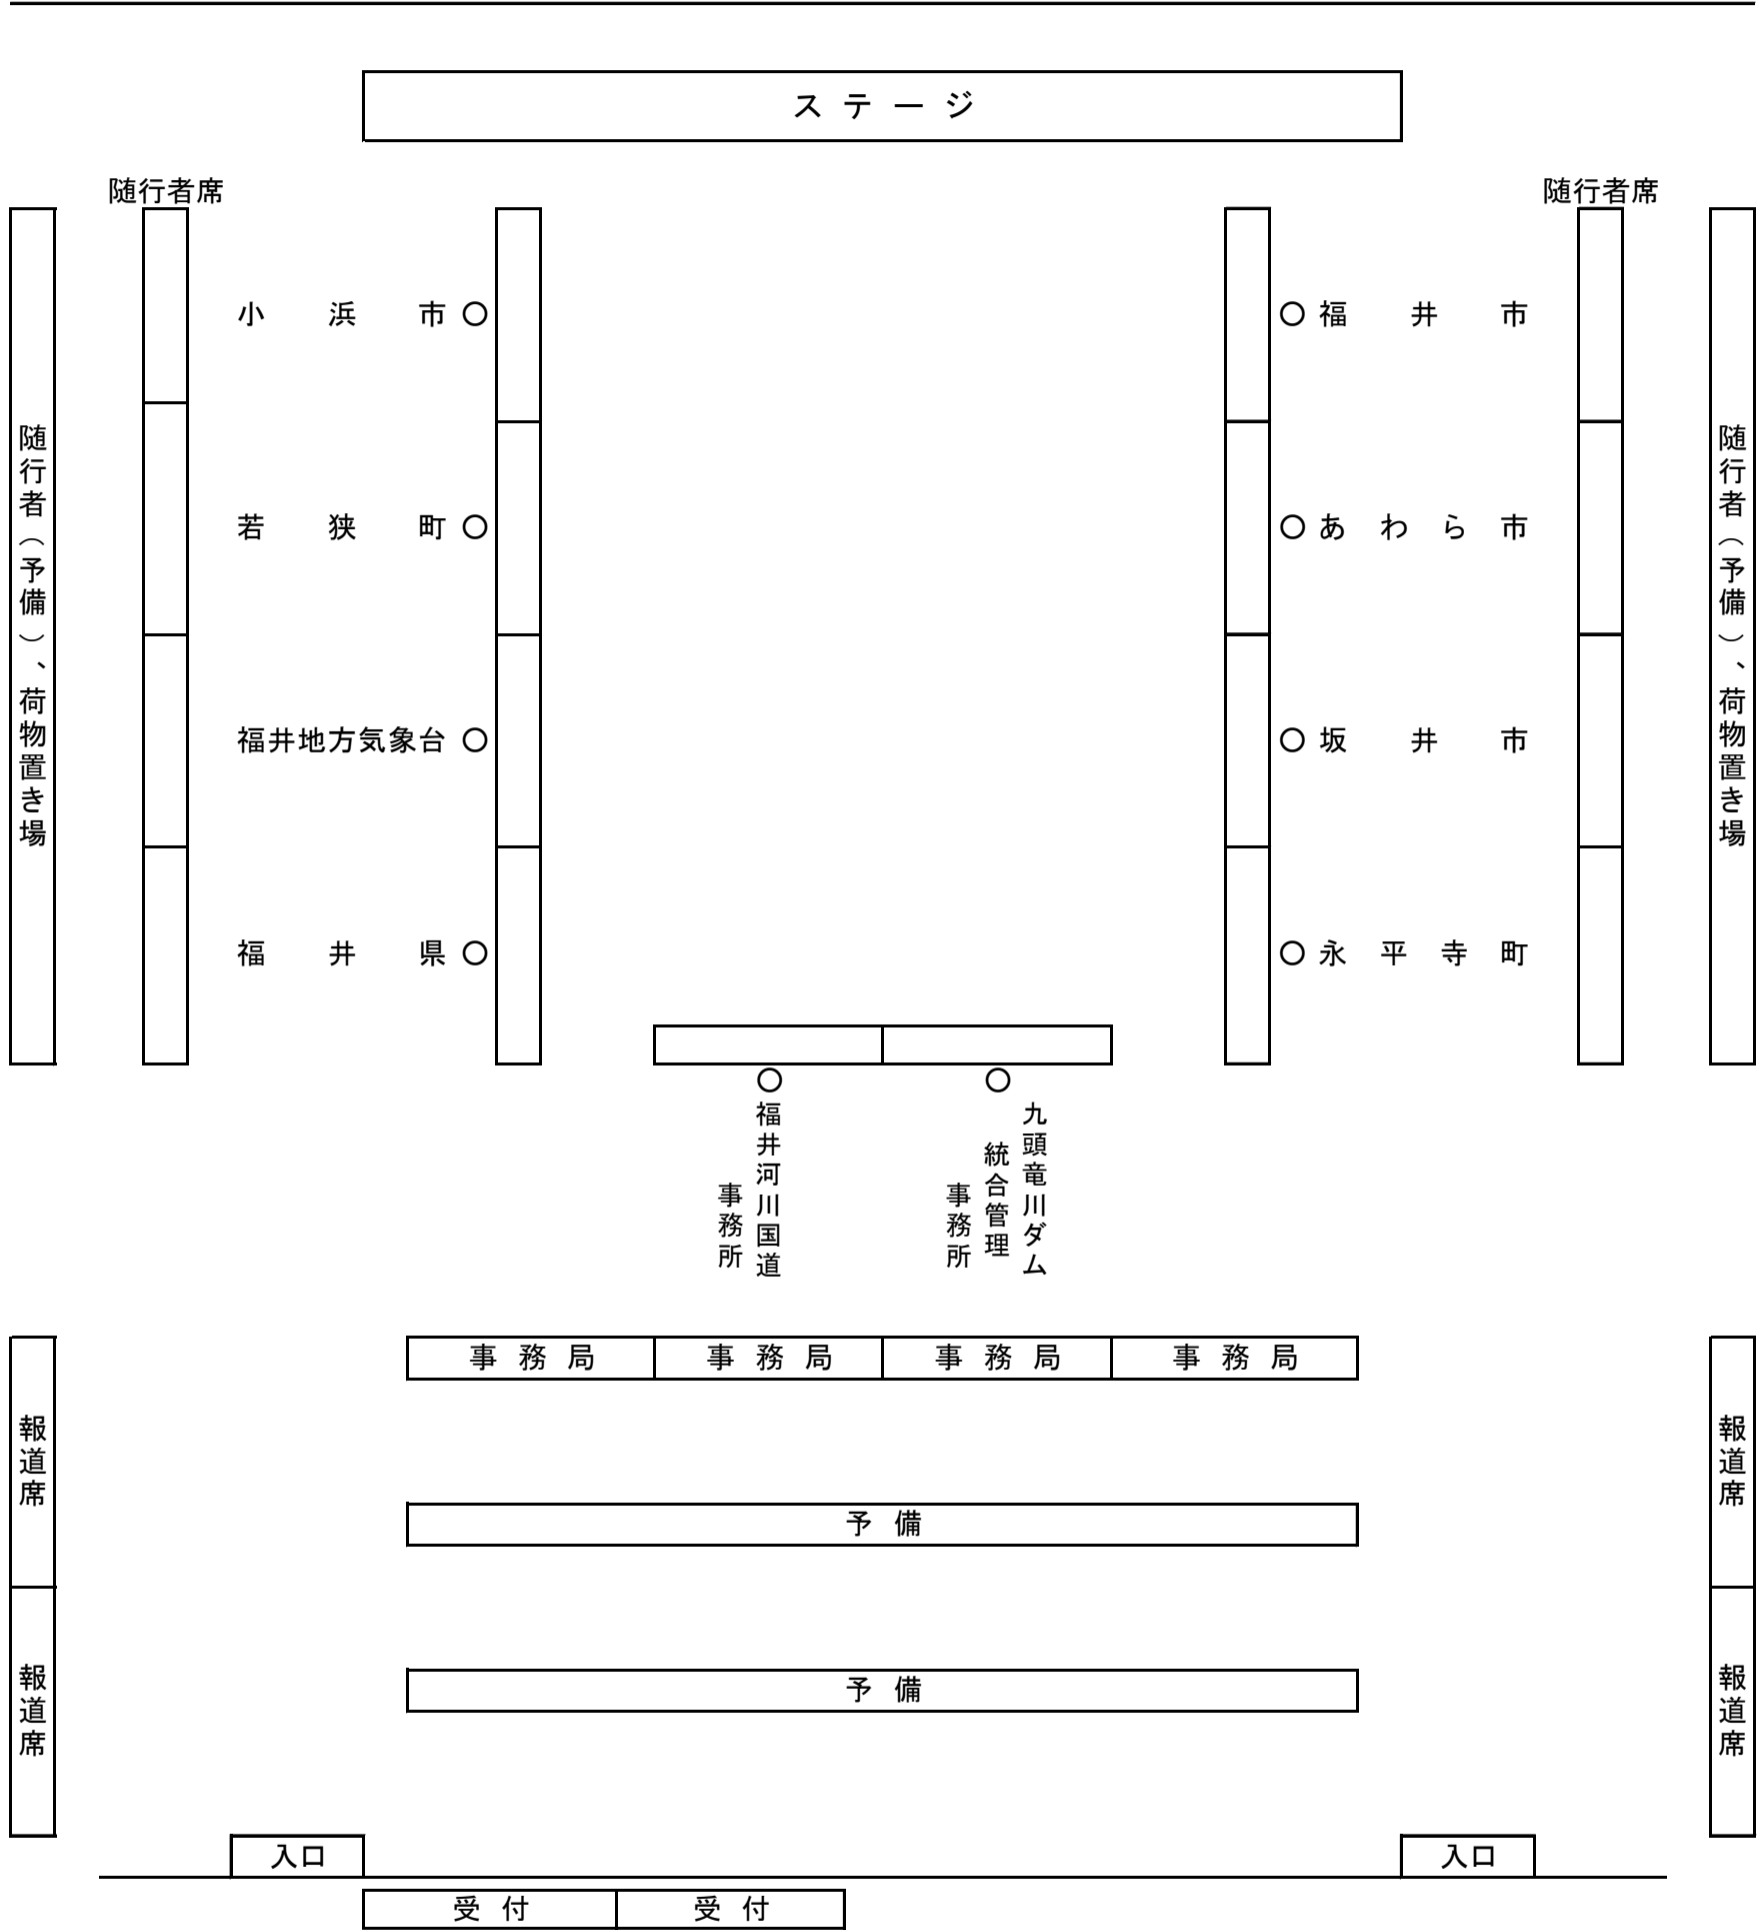 ステージ
随行者席
随行者席
随行者（予備）、荷物置き場
小浜市○
若狭町○
福井地方気象台○
福井県○
○福井市
○あわら市
○坂井市
○永平寺町
随行者（予備）、荷物置き場
○
福井河川国道
事務所
○
九頭竜川ダム
統合管理
事務所
事務局
事務局
事務局
事務局
報道席
報道席
予備
予備
報道席
報道席
入口
入口
受付
受付